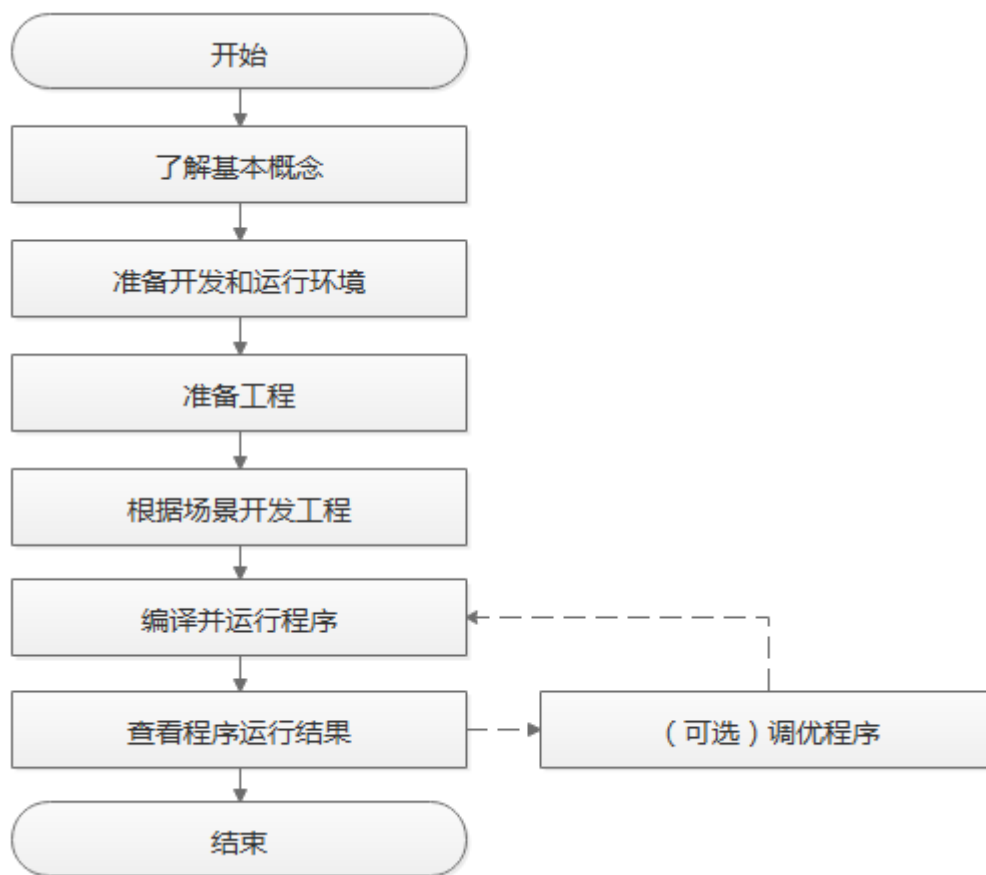 开始
了解基本概念
准备开发和运行环境
准备工程
根据场景开发工程
编译并运行程序
查看程序运行结果
（可选）调优程序
结束